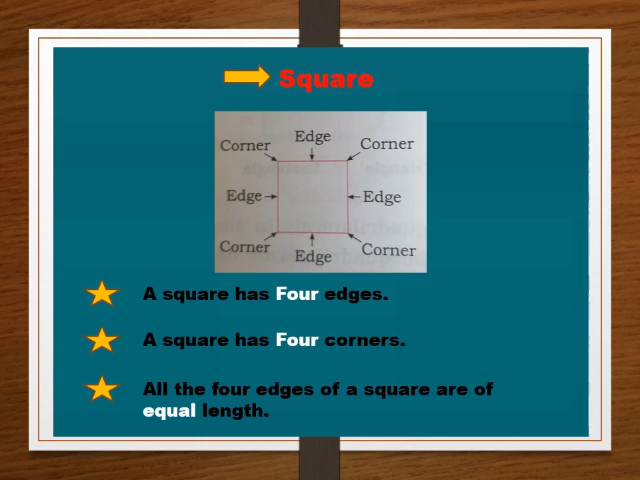 Square
Edge
Corner
Corner
Edge
Edge
Corner
Edge
Corner
A square has Four edges.
A square has Four corners.
All the four edges of a square are of
equal length.